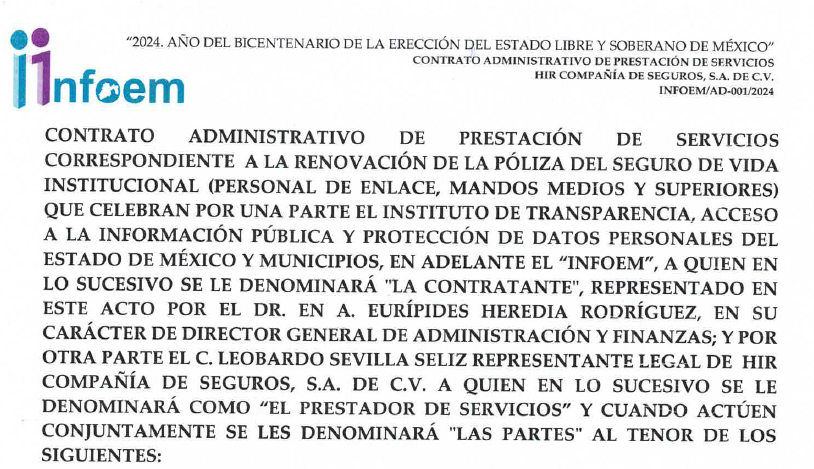 "2024. AÑO DEL BICENTENARIO DE LA ERECCIÓN DEL ESTADO LIBRE Y SOBERANO DE MÉXICO"
CONTRATO ADMINISTRATIVO DE PRESTACIÓN DE SERVICIOS
HIR COMPAÑÍA DE SEGUROS, S.A. DE C.V.
INFOEM/AD-001/2024
infoem
CONTRATO ADMINISTRATIVO DE PRESTACIÓN DE SERVICIOS
CORRESPONDIENTE A LA RENOVACIÓN DE LA PÓLIZA DEL SEGURO DE VIDA
INSTITUCIONAL (PERSONAL DE ENLACE, MANDOS MEDIOS Y SUPERIORES)
QUE CELEBRAN POR UNA PARTE EL INSTITUTO DE TRANSPARENCIA, ACCESO
A LA INFORMACIÓN PÚBLICA Y PROTECCIÓN DE DATOS PERSONALES DEL
ESTADO DE MÉXICO Y MUNICIPIOS, EN ADELANTE EL "INFOEM", A QUIEN EN
LO SUCESIVO SE LE DENOMINARÁ "LA CONTRATANTE", REPRESENTADO EN
ESTE ACTO POR EL DR. EN A. EURÍPIDES HEREDIA RODRÍGUEZ, EN SU
CARÁCTER DE DIRECTOR GENERAL DE ADMINISTRACIÓN Y FINANZAS; Y POR
OTRA PARTE EL C. LEOBARDO SEVILLA SELIZ REPRESENTANTE LEGAL DE HIR
COMPAÑÍA DE SEGUROS, S.A. DE C.V. A QUIEN EN LO SUCESIVO SE LE
DENOMINARÁ COMO "EL PRESTADOR DE SERVICIOS" Y CUANDO ACTÚEN
CONJUNTAMENTE SE LES DENOMINARÁ "LAS PARTES" AL TENOR DE LOS
SIGUIENTES: